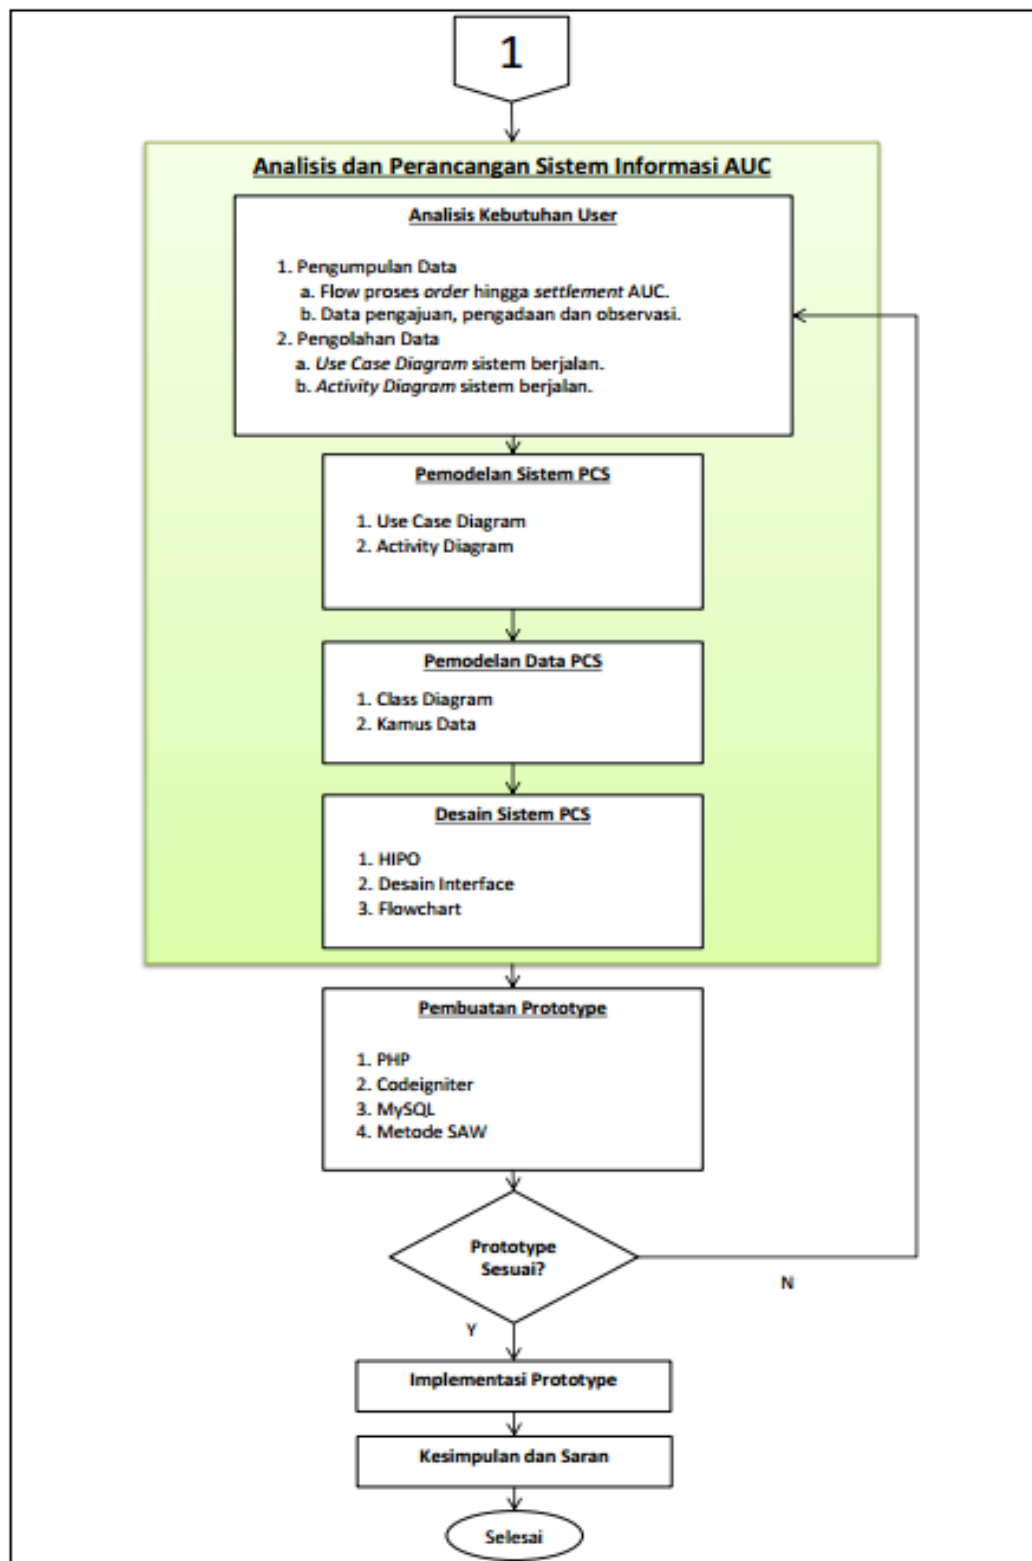 1
Analisis dan Perancangan Sistem Informasi AUC
Analisis Kebutuhan User
1. Pengumpulan Data
a. Flow proses order hingga settlement AUC.
b. Data pengajuan, pengadaan dan observasi.
2. Pengolahan Data
a. Use Case Diagram sistem berjalan.
b. Activity Diagram sistem berjalan.
Pemodelan Sistem PCS
1. Use Case Diagram
2. Activity Diagram
Pemodelan Data PCS
1. Class Diagram
2. Kamus Data
Desain Sistem PCS
1. HIPO
2. Desain Interface
3. Flowchart
Pembuatan Prototype
1. PHP
2. Codeigniter
3. MySQL
4. Metode SAW
Prototype
Sesuai?
N
Y
Implementasi Prototype
Kesimpulan dan Saran
Selesai